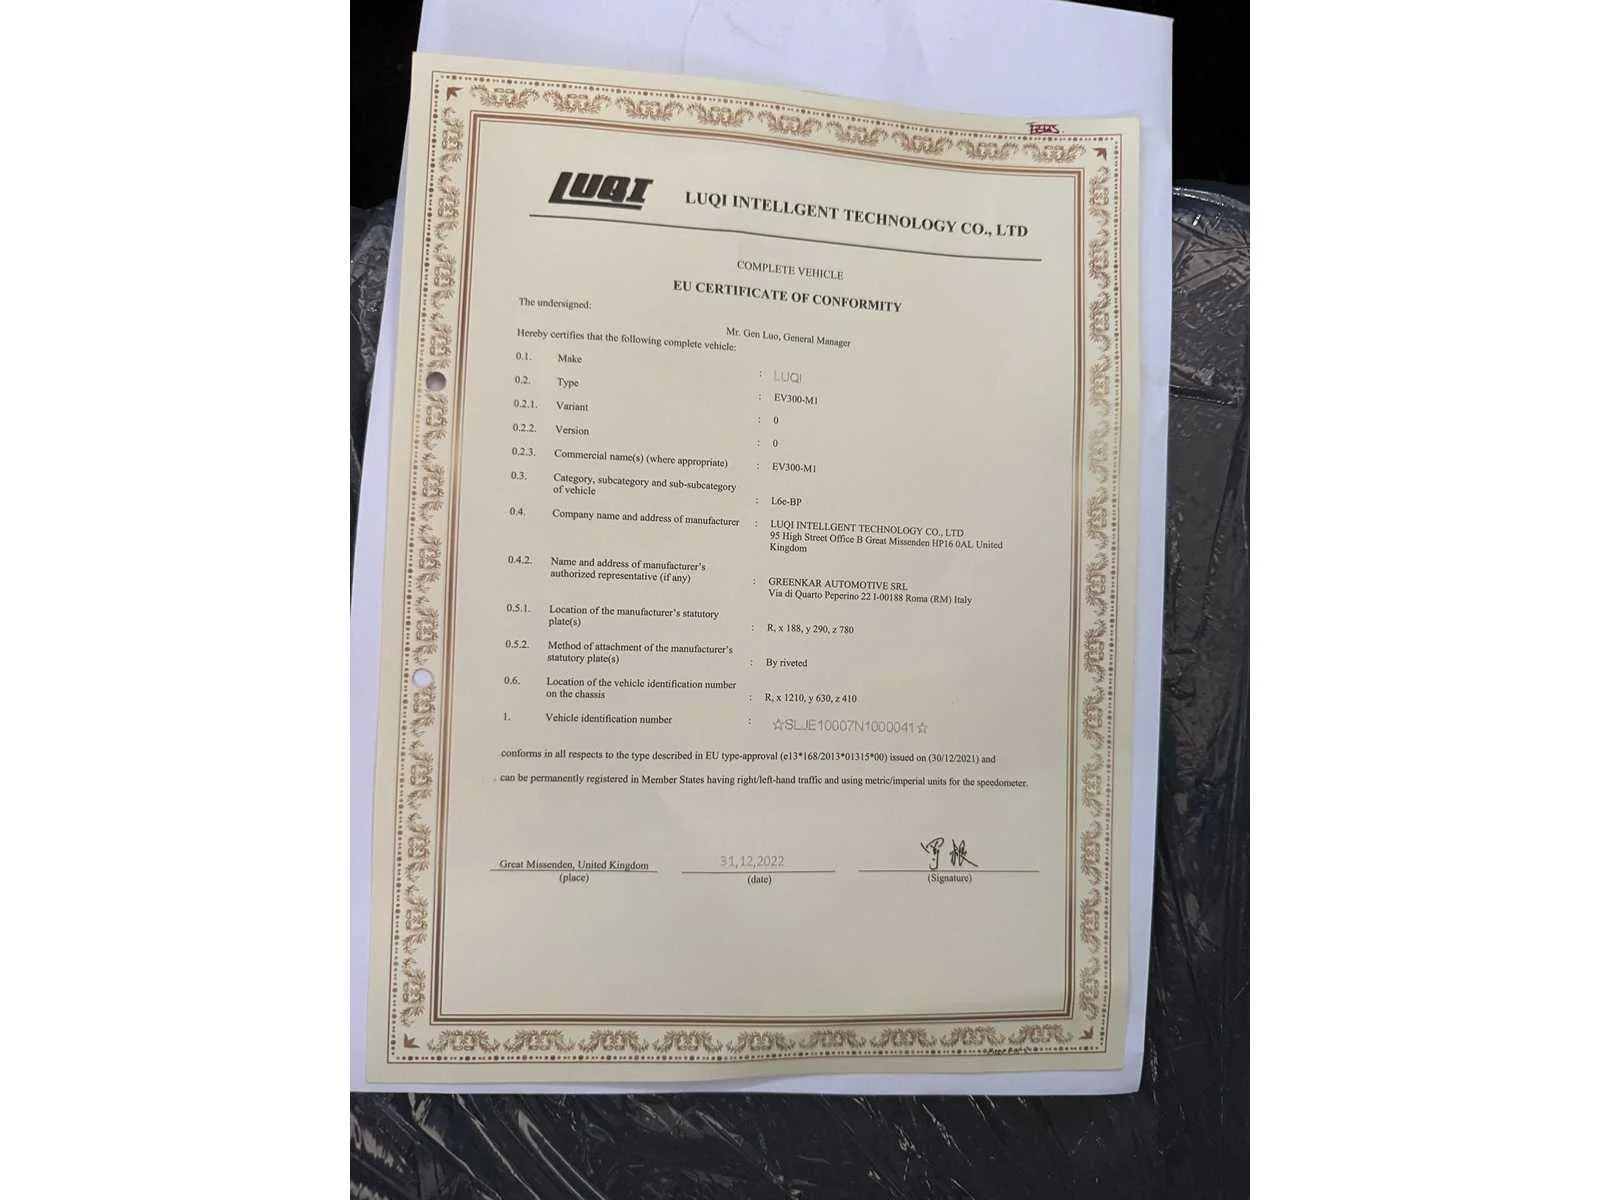 LUQI
LUQI INTELLGENT TECHNOLOGY CO., LTD
COMPLETE VEHICLE
EU CERTIFICATE OF CONFORMITY
The undersigned:
Mr. Gen Luo, General Manager
Hereby certifies that the following complete vehicle:
0.1. Make : LUQI
0.2. Type : EV300-M1
0.2.1. Variant : 0
0.2.2. Version : 0
0.2.3. Commercial name(s) (where appropriate) : EV300-M1
0.3. Category, subcategory and sub-subcategory
of vehicle : L6e-BP
0.4. Company name and address of manufacturer : LUQI INTELLGENT TECHNOLOGY CO., LTD
95 High Street Office B Great Missenden HP16 0AL United
Kingdom
0.4.2. Name and address of manufacturer's
authorized representative (if any) : GREENKAR AUTOMOTIVE SRL
Via di Quarto Peperino 22 I-00188 Roma (RM) Italy
0.5.1. Location of the manufacturer's statutory
plate(s) : R, x 188, y 290, z 780
0.5.2. Method of attachment of the manufacturer's
statutory plate(s) : By riveted
0.6. Location of the vehicle identification number
on the chassis : R, x 1210, y 630, z 410
1. Vehicle identification number : ☆SLJE10007N1000041☆
conforms in all respects to the type described in EU type-approval (e13*168/2013*01315*00) issued on (30/12/2021) and
can be permanently registered in Member States having right/left-hand traffic and using metric/imperial units for the speedometer.
罗根
Great Missenden, United Kingdom 31,12,2022
(place) (date) (Signature)